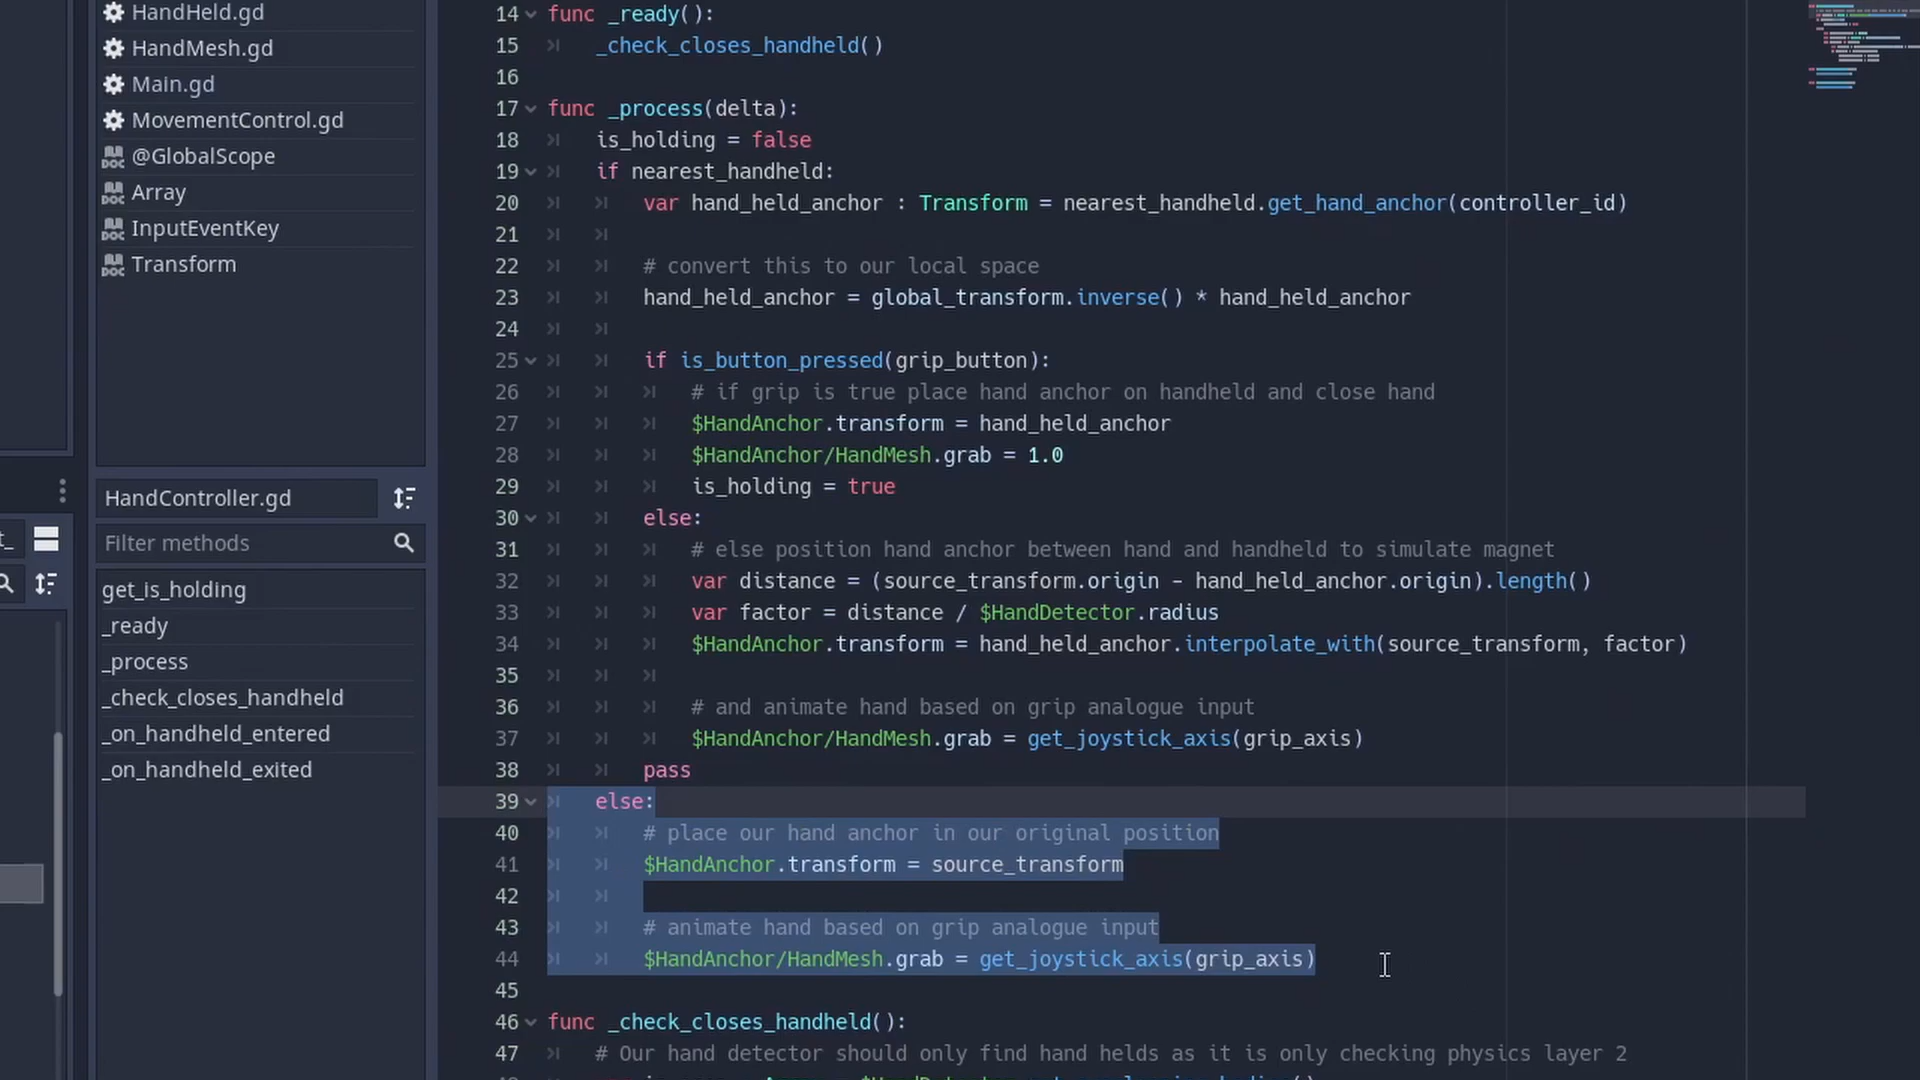 HandHeld.gd
HandMesh.gd
Main.gd
MovementControl.gd
@GlobalScope
Array
InputEventKey
Transform
HandController.gd
Filter methods
get_is_holding
_ready
_process
_check_closes_handheld
_on_handheld_entered
_on_handheld_exited
14 func _ready():
15 _check_closes_handheld()
16
17 func _process(delta):
18 is_holding = false
19 if nearest_handheld:
20 var hand_held_anchor : Transform = nearest_handheld.get_hand_anchor(controller_id)
21
22 # convert this to our local space
23 hand_held_anchor = global_transform.inverse() * hand_held_anchor
24
25 if is_button_pressed(grip_button):
26 # if grip is true place hand anchor on handheld and close hand
27 $HandAnchor.transform = hand_held_anchor
28 $HandAnchor/HandMesh.grab = 1.0
29 is_holding = true
30 else:
31 # else position hand anchor between hand and handheld to simulate magnet
32 var distance = (source_transform.origin - hand_held_anchor.origin).length()
33 var factor = distance / $HandDetector.radius
34 $HandAnchor.transform = hand_held_anchor.interpolate_with(source_transform, factor)
35
36 # and animate hand based on grip analogue input
37 $HandAnchor/HandMesh.grab = get_joystick_axis(grip_axis)
38 pass
39 else:
40 # place our hand anchor in our original position
41 $HandAnchor.transform = source_transform
42
43 # animate hand based on grip analogue input
44 $HandAnchor/HandMesh.grab = get_joystick_axis(grip_axis)
45
46 func _check_closes_handheld():
47 # Our hand detector should only find hand helds as it is only checking physics layer 2